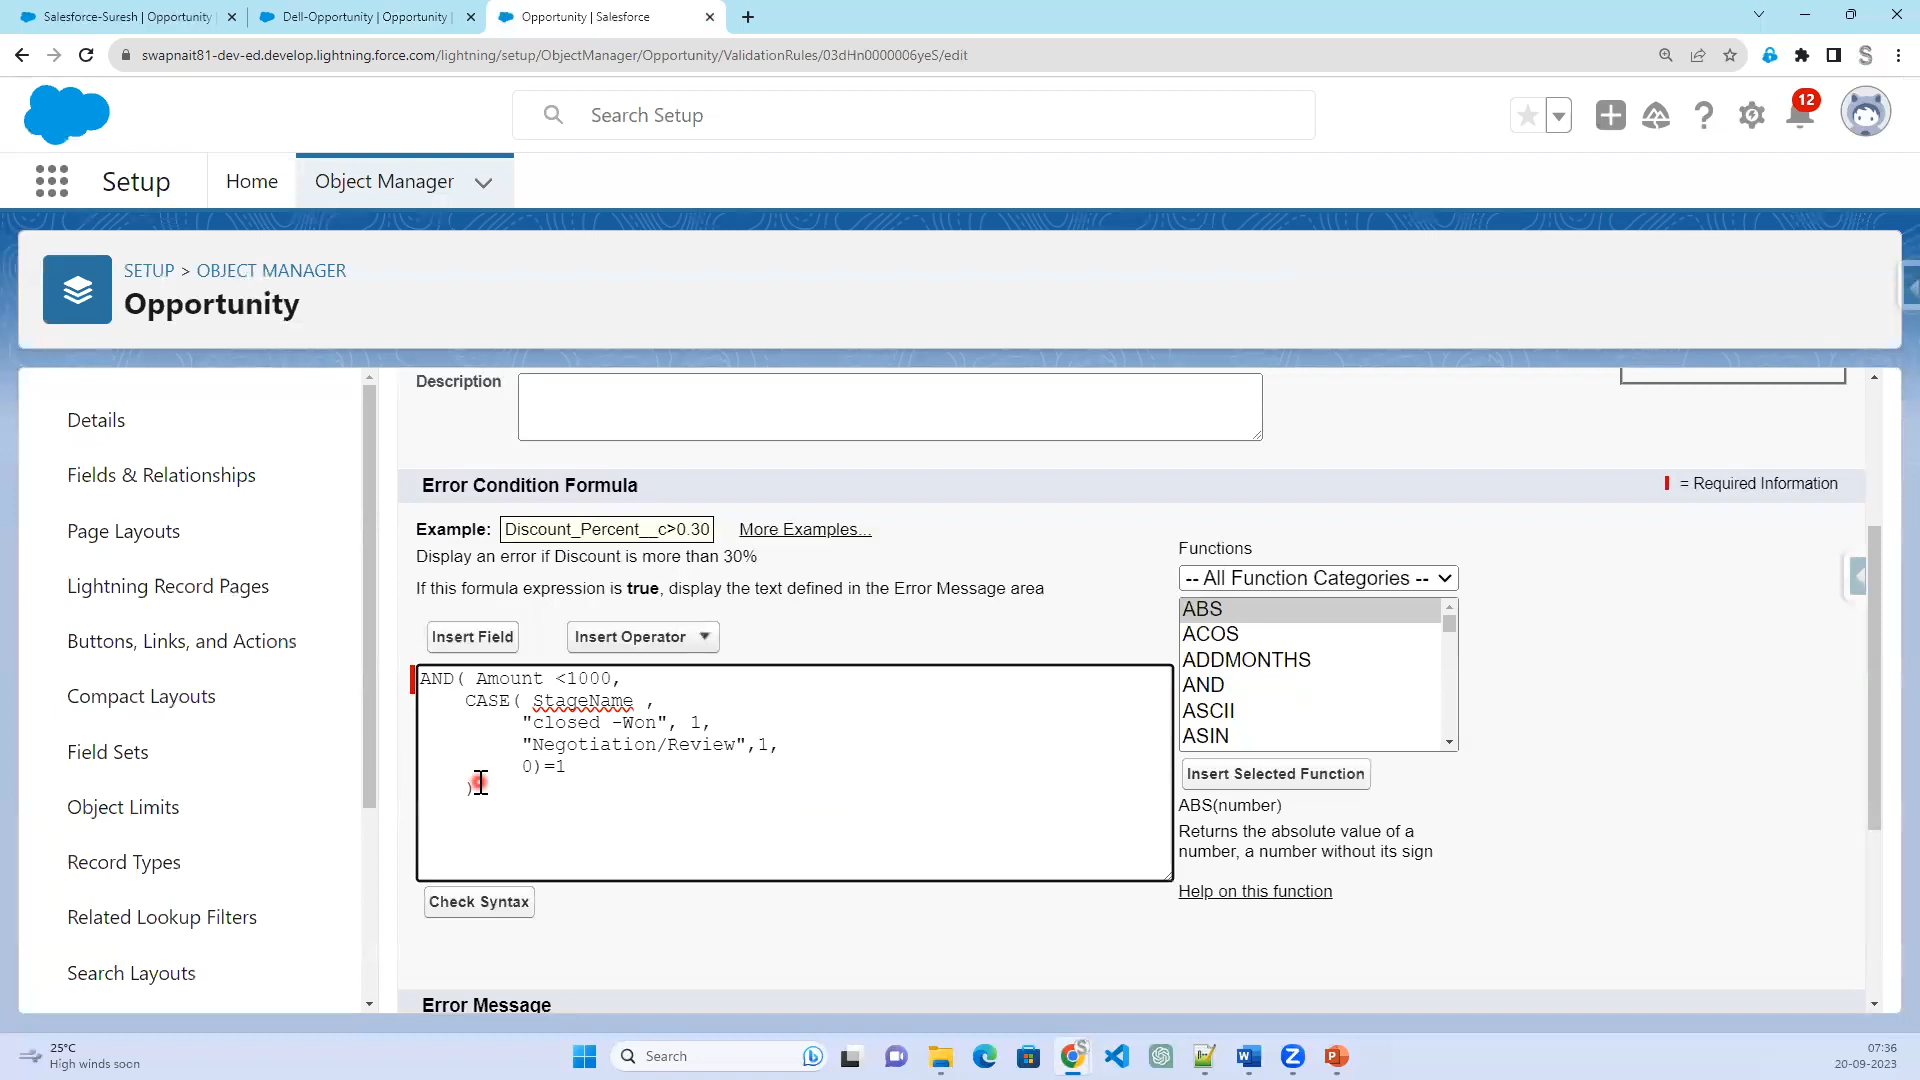 Salesforce-Suresh | Opportunity
Dell-Opportunity | Opportunity |
Opportunity | Salesforce
swapnait81-dev-ed.develop.lightning.force.com/lightning/setup/ObjectManager/Opportunity/ValidationRules/03dHn0000006yeS/edit
Search Setup
12
Setup
Home
Object Manager
SETUP > OBJECT MANAGER
Opportunity
Details
Fields & Relationships
Page Layouts
Lightning Record Pages
Buttons, Links, and Actions
Compact Layouts
Field Sets
Object Limits
Record Types
Related Lookup Filters
Search Layouts
Description
Error Condition Formula
= Required Information
Example: Discount_Percent__c>0.30 More Examples...
Display an error if Discount is more than 30%
If this formula expression is true, display the text defined in the Error Message area
Insert Field
Insert Operator
AND( Amount <1000,
CASE( StageName ,
"closed -Won", 1,
"Negotiation/Review",1,
0)=1
)
Check Syntax
Functions
-- All Function Categories --
ABS
ACOS
ADDMONTHS
AND
ASCII
ASIN
Insert Selected Function
ABS(number)
Returns the absolute value of a
number, a number without its sign
Help on this function
Error Message
25°C
High winds soon
Search
07:36
20-09-2023